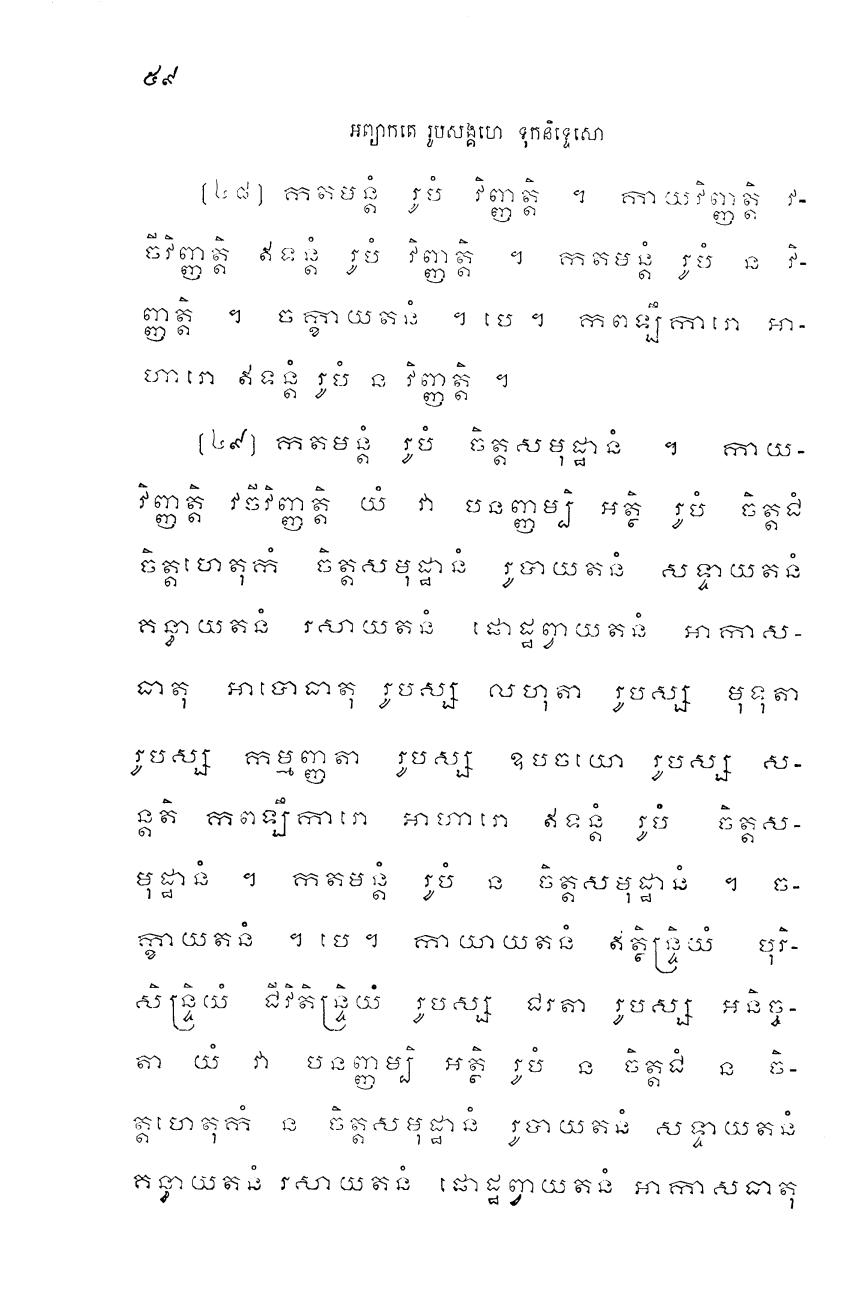 ៥៩
អព្យាកតេ រូបសង្គហេ ទុកនិទ្ទេសោ
(៤៨) កតមន្តំ រូបំ វិញ្ញត្តិ ។ កាយវិញ្ញត្តិ វ-
ចីវិញ្ញត្តិ ឥទន្តំ រូបំ វិញ្ញត្តិ ។ កតមន្តំ រូបំ ន វិ-
ញ្ញត្តិ ។ ចក្ខាយតនំ ។ បេ ។ កពឡីការោ អា-
ហារោ ឥទន្តំ រូបំ ន វិញ្ញត្តិ ។
(៤៩) កតមន្តំ រូបំ ចិត្តសមុដ្ឋានំ ។ កាយ-
វិញ្ញត្តិ វចីវិញ្ញត្តិ យំ វា បនញ្ញម្បិ អត្ថិ រូបំ ចិត្តជំ
ចិត្តហេតុកំ ចិត្តសមុដ្ឋានំ រូបាយតនំ សទ្ទាយតនំ
គន្ធាយតនំ រសាយតនំ ផោដ្ឋព្វាយតនំ អាកាស-
ធាតុ អាបោធាតុ រូបស្ស លហុតា រូបស្ស មុទុតា
រូបស្ស កម្មញ្ញតា រូបស្ស ឧបចយោ រូបស្ស ស-
ន្តតិ កពឡីការោ អាហារោ ឥទន្តំ រូបំ ចិត្តស-
មុដ្ឋានំ ។ កតមន្តំ រូបំ ន ចិត្តសមុដ្ឋានំ ។ ច-
ក្ខាយតនំ ។ បេ ។ កាយាយតនំ ឥត្ថិន្ទ្រិយំ បុរិ-
សិន្ទ្រិយំ ជីវិតិន្ទ្រិយំ រូបស្ស ជរតា រូបស្ស អនិច្ច-
តា យំ វា បនញ្ញម្បិ អត្ថិ រូបំ ន ចិត្តជំ ន ចិ-
ត្តហេតុកំ ន ចិត្តសមុដ្ឋានំ រូបាយតនំ សទ្ទាយតនំ
គន្ធាយតនំ រសាយតនំ ផោដ្ឋព្វាយតនំ អាកាសធាតុ